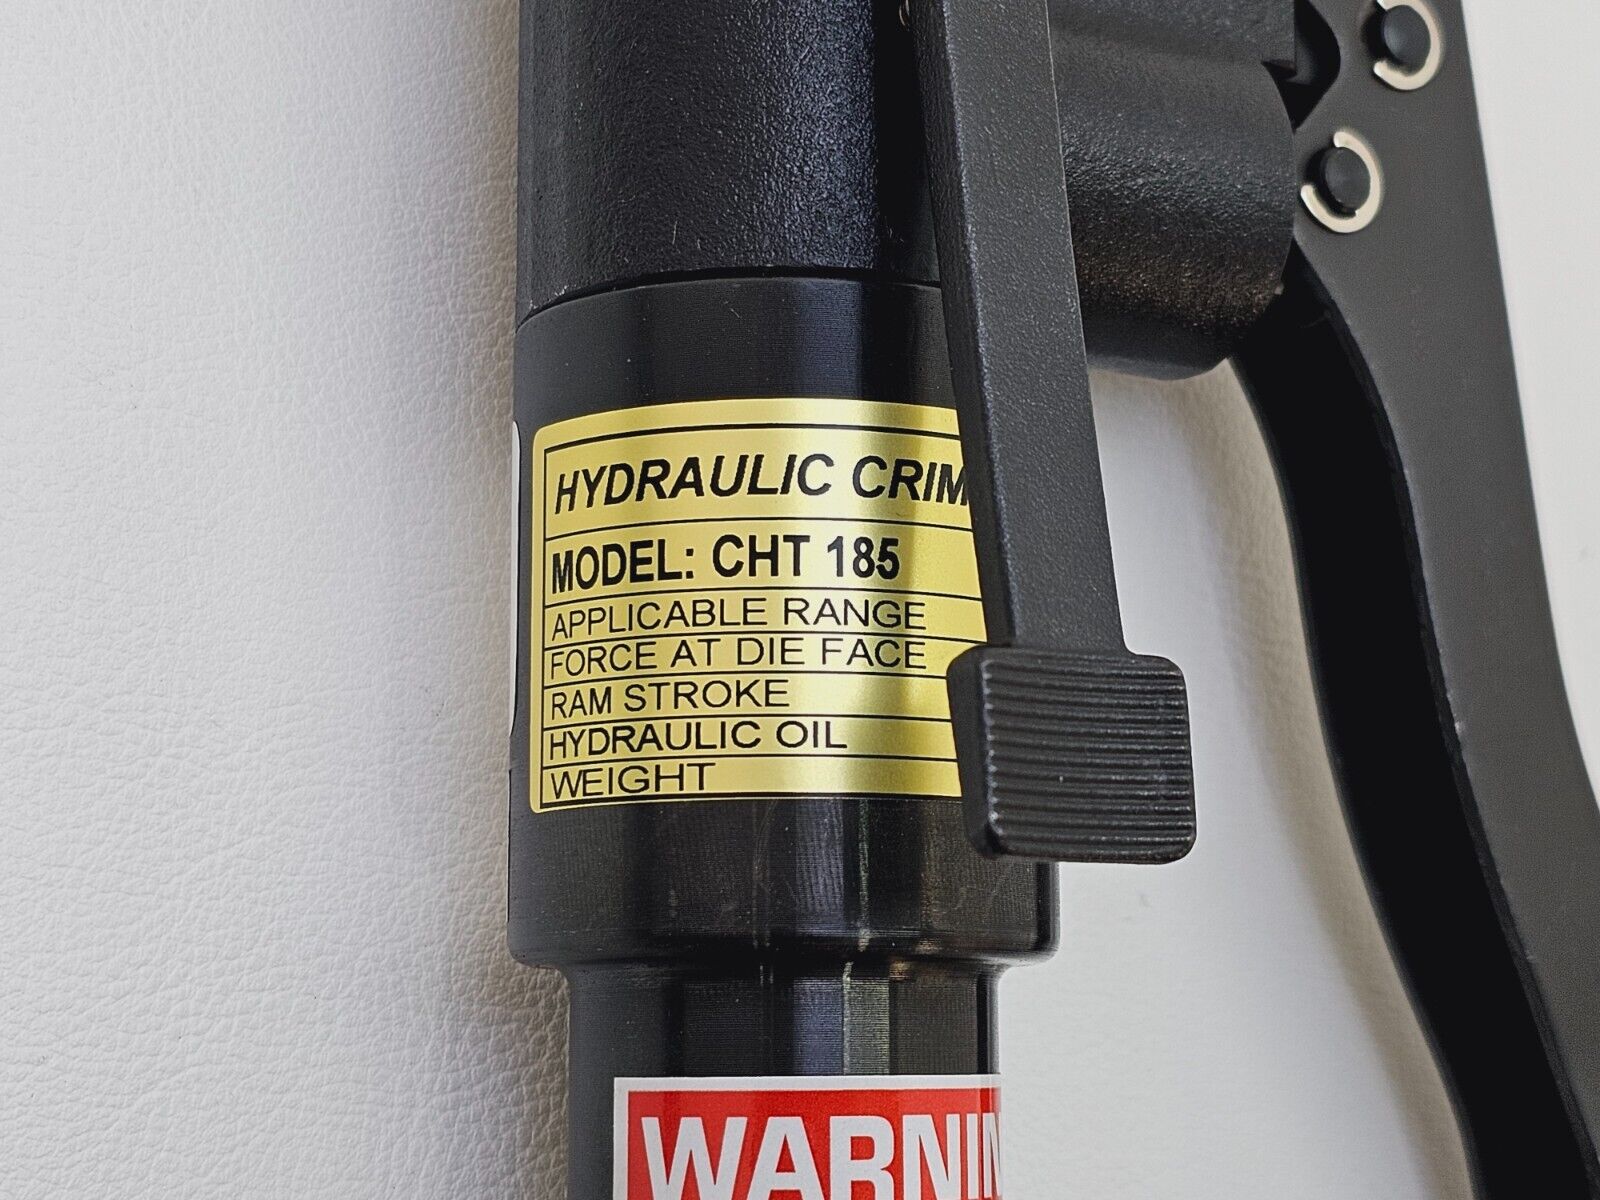 HYDRAULIC CRIM
MODEL: CHT 185
APPLICABLE RANGE
FORCE AT DIE FACE
RAM STROKE
HYDRAULIC OIL
WEIGHT
WARNIN